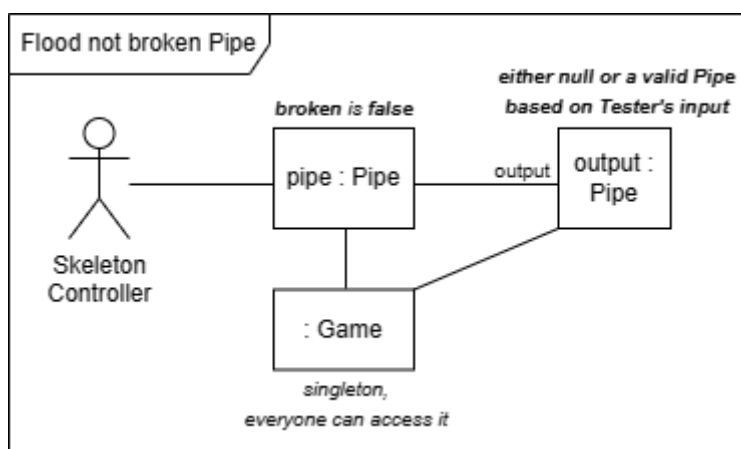 Flood not broken Pipe
either null or a valid Pipe
based on Tester's input
broken is false
pipe : Pipe
output
output :
Pipe
Skeleton
Controller
: Game
singleton,
everyone can access it